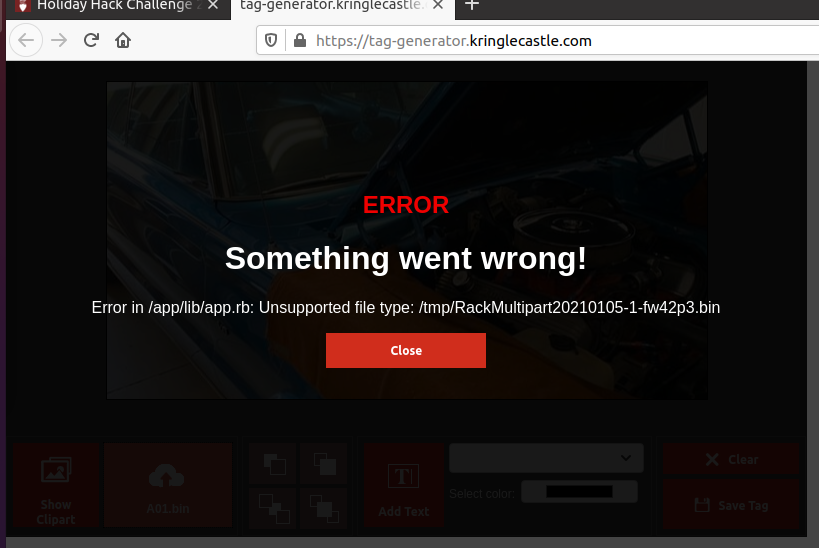 Holiday Hack Challenge 2
tag-generator.kringlecastle.
https://tag-generator.kringlecastle.com
ERROR
Something went wrong!
Error in /app/lib/app.rb: Unsupported file type: /tmp/RackMultipart20210105-1-fw42p3.bin
Close
Show
Clipart
A01.bin
Add Text
Select color:
Clear
Save Tag